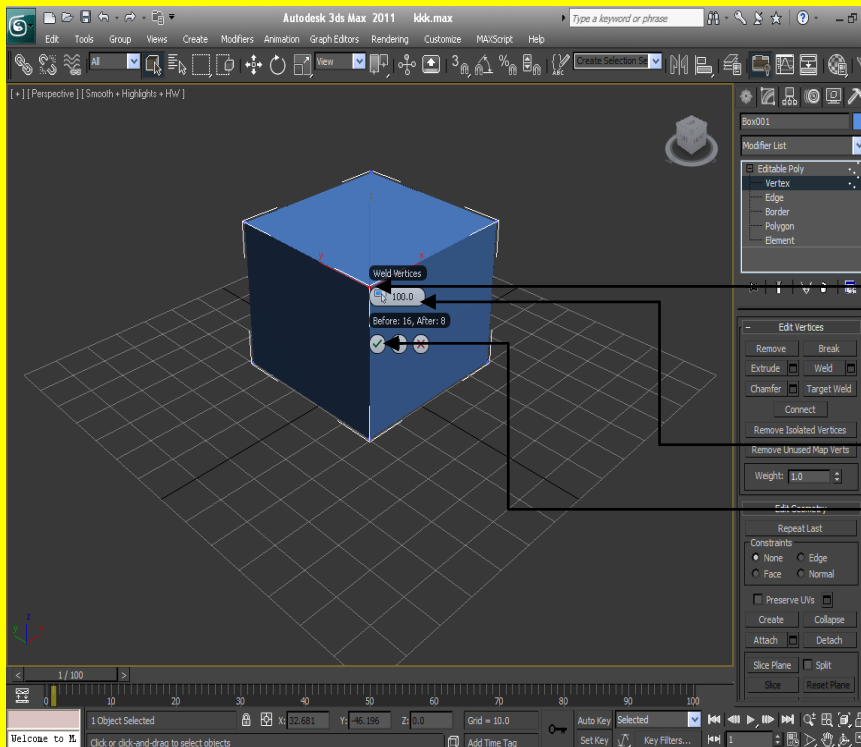 Autodesk 3ds Max 2011 kkk.max
Type a keyword or phrase
Edit Tools Group Views Create Modifiers Animation Graph Editors Rendering Customize MAXScript Help
All
View
3
Create Selection Se
[ + ] [ Perspective ] [ Smooth + Highlights + HW ]
Box001
Modifier List
Editable Poly
Vertex
Edge
Border
Polygon
Element
Weld Vertices
100.0
Before: 16, After: 8
Edit Vertices
Remove Break
Extrude Weld
Chamfer Target Weld
Connect
Remove Isolated Vertices
Remove Unused Map Verts
Weight: 1.0
Edit Geometry
Repeat Last
Constraints
None Edge
Face Normal
Preserve UVs
Create Collapse
Attach Detach
Slice Plane Split
Slice Reset Plane
z
y
x
1 / 100
0 10 20 30 40 50 60 70 80 90 100
1 Object Selected X: 32.681 Y: -46.196 Z: 0.0 Grid = 10.0 Auto Key Selected
Welcome to M Click or click-and-drag to select objects Add Time Tag Set Key Key Filters... 1